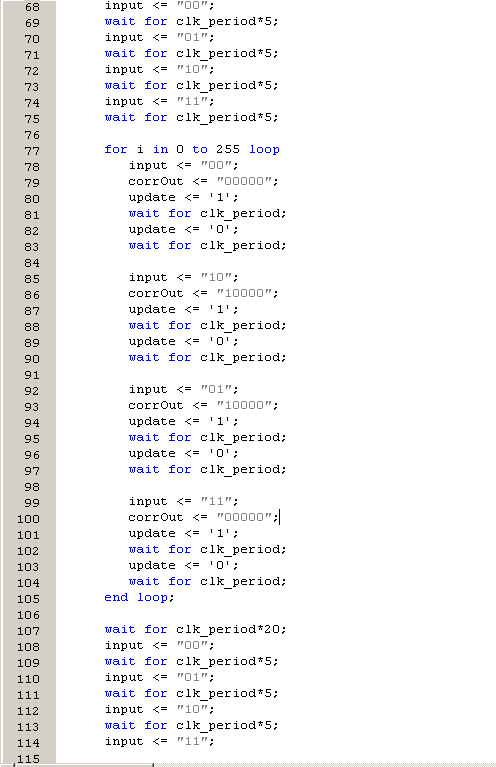 68 input <= "00";
69 wait for clk_period*5;
70 input <= "01";
71 wait for clk_period*5;
72 input <= "10";
73 wait for clk_period*5;
74 input <= "11";
75 wait for clk_period*5;
76
77 for i in 0 to 255 loop
78 input <= "00";
79 corrOut <= "00000";
80 update <= '1';
81 wait for clk_period;
82 update <= '0';
83 wait for clk_period;
84
85 input <= "10";
86 corrOut <= "10000";
87 update <= '1';
88 wait for clk_period;
89 update <= '0';
90 wait for clk_period;
91
92 input <= "01";
93 corrOut <= "10000";
94 update <= '1';
95 wait for clk_period;
96 update <= '0';
97 wait for clk_period;
98
99 input <= "11";
100 corrOut <= "00000";
101 update <= '1';
102 wait for clk_period;
103 update <= '0';
104 wait for clk_period;
105 end loop;
106
107 wait for clk_period*20;
108 input <= "00";
109 wait for clk_period*5;
110 input <= "01";
111 wait for clk_period*5;
112 input <= "10";
113 wait for clk_period*5;
114 input <= "11";
115